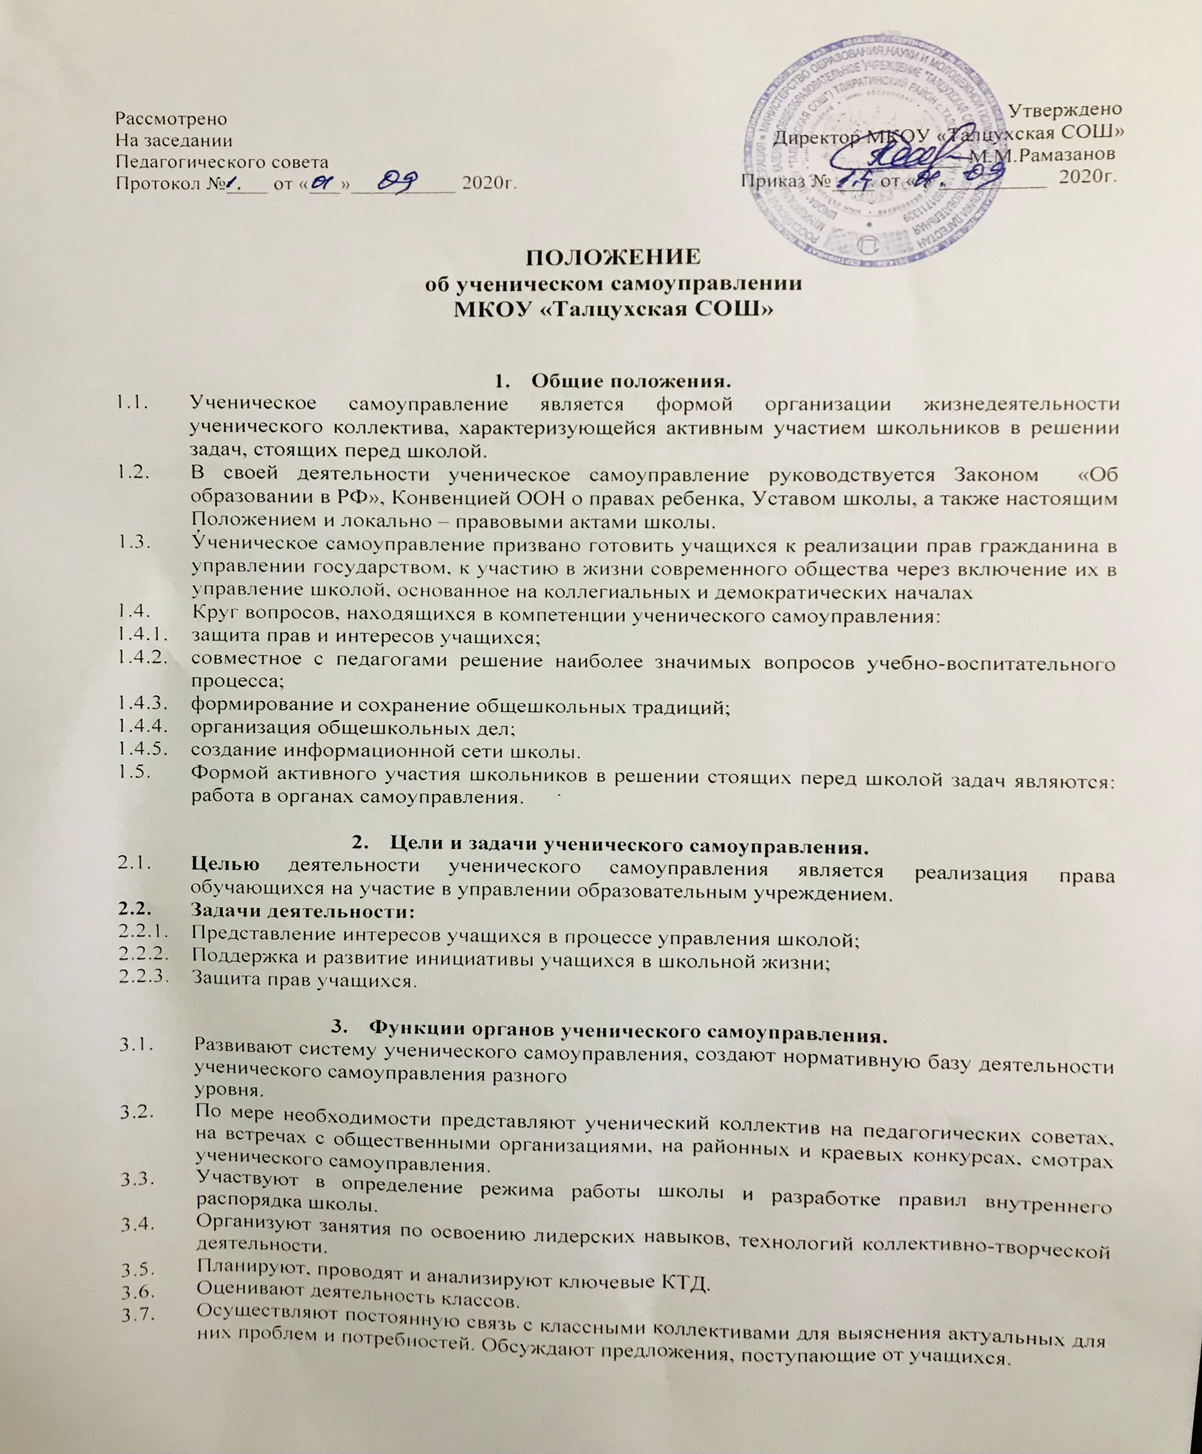 Рассмотрено
На заседании
Педагогического совета
Протокол №1. от «01» 09 2020г.
Утверждено
Директор МКОУ «Талцухская СОШ»
М.М.Рамазанов
Приказ № от « 09 2020г.
ПОЛОЖЕНИЕ
об ученическом самоуправлении
МКОУ «Талцухская СОШ»
1. Общие положения.
1.1. Ученическое самоуправление является формой организации жизнедеятельности
ученического коллектива, характеризующейся активным участием школьников в решении
задач, стоящих перед школой.
1.2. В своей деятельности ученическое самоуправление руководствуется Законом «Об
образовании в РФ», Конвенцией ООН о правах ребенка, Уставом школы, а также настоящим
Положением и локально – правовыми актами школы.
1.3. Ученическое самоуправление призвано готовить учащихся к реализации прав гражданина в
управлении государством, к участию в жизни современного общества через включение их в
управление школой, основанное на коллегиальных и демократических началах
1.4. Круг вопросов, находящихся в компетенции ученического самоуправления:
1.4.1. защита прав и интересов учащихся;
1.4.2. совместное с педагогами решение наиболее значимых вопросов учебно-воспитательного
процесса;
1.4.3. формирование и сохранение общешкольных традиций;
1.4.4. организация общешкольных дел;
1.4.5. создание информационной сети школы.
1.5. Формой активного участия школьников в решении стоящих перед школой задач являются:
работа в органах самоуправления.
2. Цели и задачи ученического самоуправления.
2.1. Целью деятельности ученического самоуправления является реализация права
обучающихся на участие в управлении образовательным учреждением.
2.2. Задачи деятельности:
2.2.1. Представление интересов учащихся в процессе управления школой;
2.2.2. Поддержка и развитие инициативы учащихся в школьной жизни;
2.2.3. Защита прав учащихся.
3. Функции органов ученического самоуправления.
3.1. Развивают систему ученического самоуправления, создают нормативную базу деятельности
ученического самоуправления разного
уровня.
3.2. По мере необходимости представляют ученический коллектив на педагогических советах,
на встречах с общественными организациями, на районных и краевых конкурсах, смотрах
ученического самоуправления.
3.3. Участвуют в определение режима работы школы и разработке правил внутреннего
распорядка школы.
3.4. Организуют занятия по освоению лидерских навыков, технологий коллективно-творческой
деятельности.
3.5. Планируют, проводят и анализируют ключевые КТД.
3.6. Оценивают деятельность классов.
3.7. Осуществляют постоянную связь с классными коллективами для выяснения актуальных для
них проблем и потребностей. Обсуждают предложения, поступающие от учащихся.